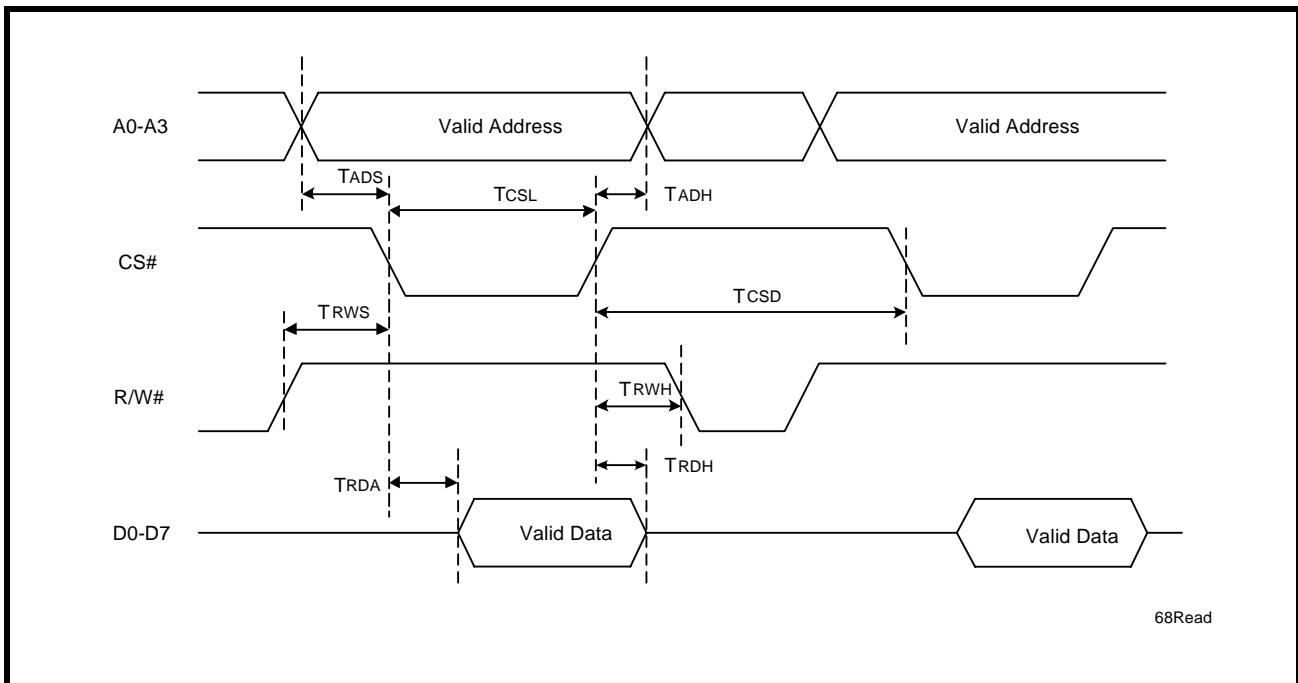 A0-A3
Valid Address
Valid Address
TADS
TCSL
TADH
CS#
TCSD
TRWS
R/W#
TRWH
TRDH
TRDA
D0-D7
Valid Data
Valid Data
68Read